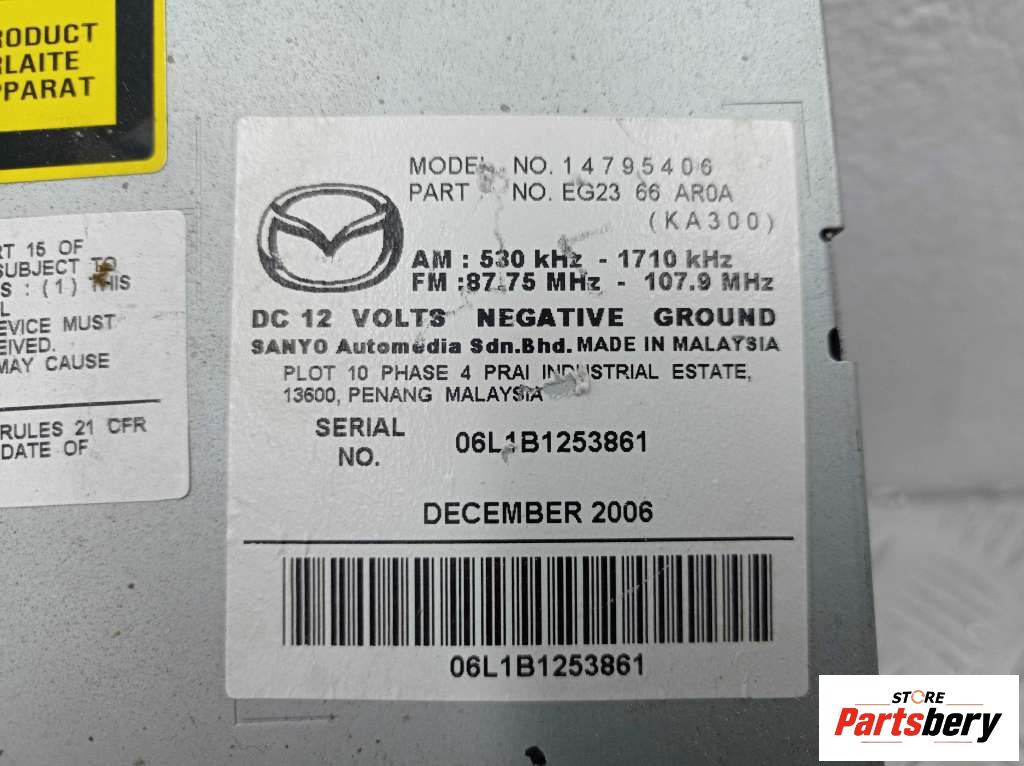 RODUCT
RLAITE
PPARAT
RT 15 OF
SUBJECT TO
S : (1) THIS
L
EVICE MUST
EIVED.
MAY CAUSE
RULES 21 CFR
DATE OF
MODEL NO. 14795406
PART NO. EG23 66 AR0A
(KA300)
AM : 530 kHz - 1710 kHz
FM : 87.75 MHz - 107.9 MHz
DC 12 VOLTS NEGATIVE GROUND
SANYO Automedia Sdn.Bhd. MADE IN MALAYSIA
PLOT 10 PHASE 4 PRAI INDUSTRIAL ESTATE,
13600, PENANG MALAYSIA
SERIAL
NO. 06L1B1253861
DECEMBER 2006
06L1B1253861
STORE
Partsbery